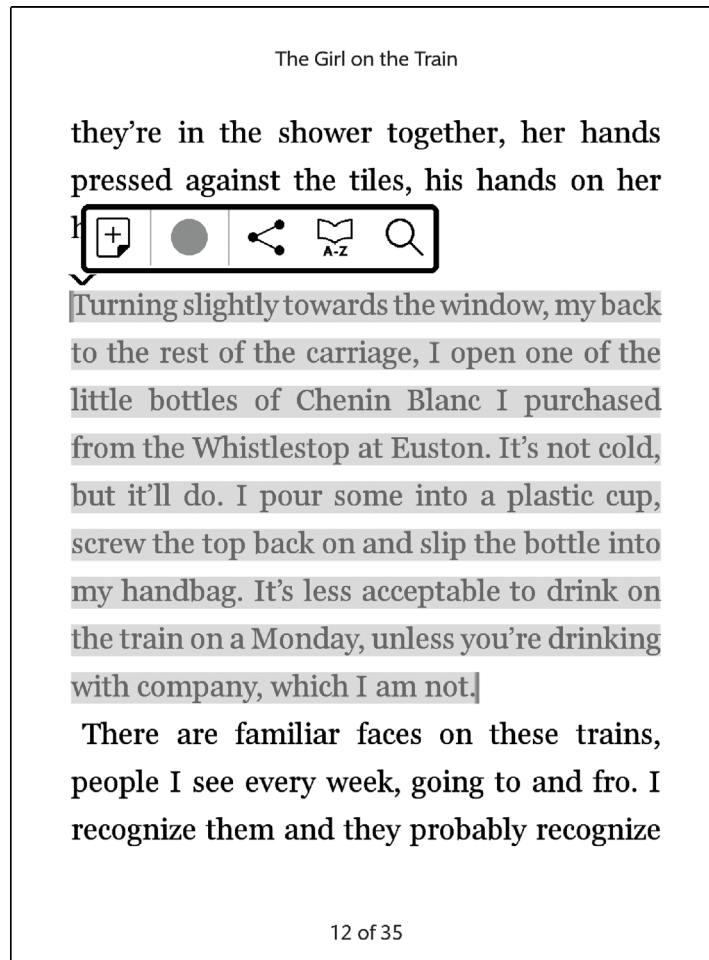 The Girl on the Train
they’re in the shower together, her hands
pressed against the tiles, his hands on her
A-Z
Turning slightly towards the window, my back
to the rest of the carriage, I open one of the
little bottles of Chenin Blanc I purchased
from the Whistlestop at Euston. It’s not cold,
but it’ll do. I pour some into a plastic cup,
screw the top back on and slip the bottle into
my handbag. It’s less acceptable to drink on
the train on a Monday, unless you’re drinking
with company, which I am not.
There are familiar faces on these trains,
people I see every week, going to and fro. I
recognize them and they probably recognize
12 of 35